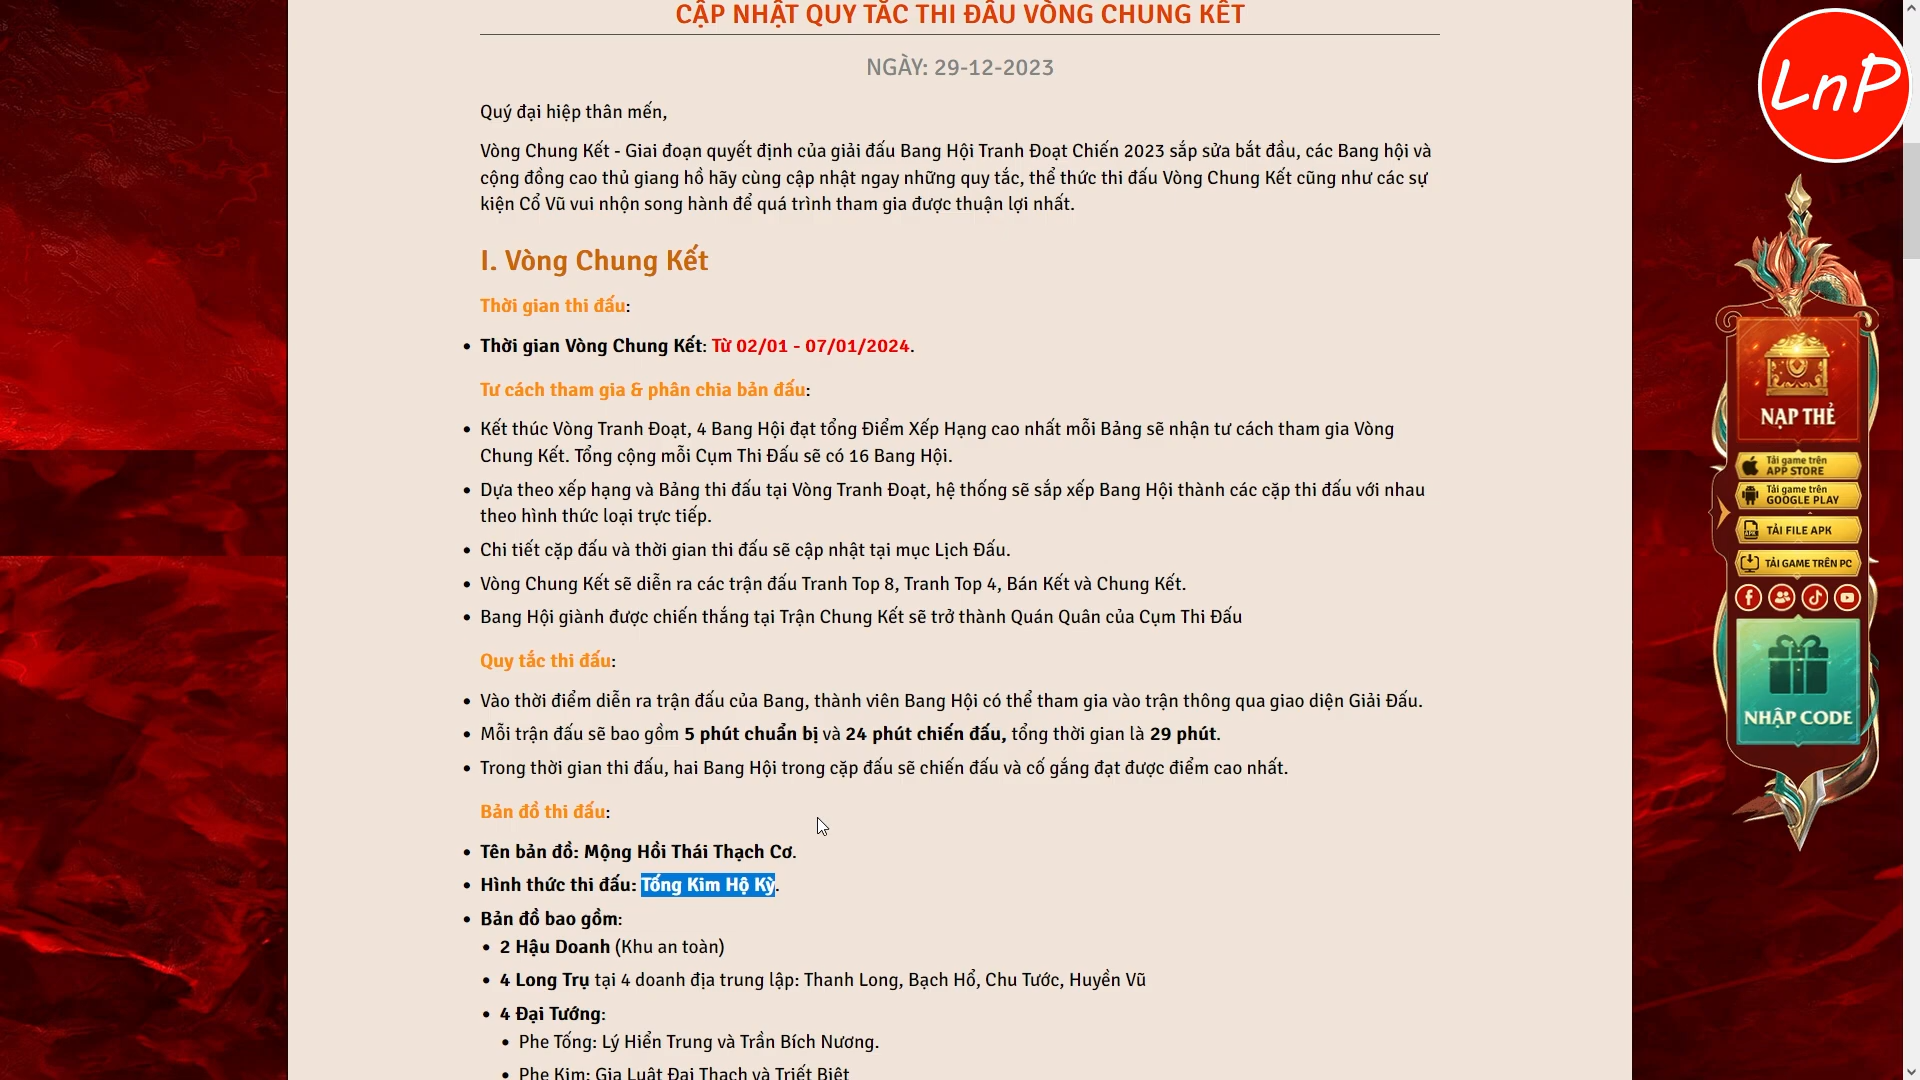 CẬP NHẬT QUY TẮC THI ĐẤU VÒNG CHUNG KẾT
NGÀY: 29-12-2023
Quý đại hiệp thân mến,
Vòng Chung Kết - Giai đoạn quyết định của giải đấu Bang Hội Tranh Đoạt Chiến 2023 sắp sửa bắt đầu, các Bang hội và
cộng đồng cao thủ giang hồ hãy cùng cập nhật ngay những quy tắc, thể thức thi đấu Vòng Chung Kết cũng như các sự
kiện Cổ Vũ vui nhộn song hành để quá trình tham gia được thuận lợi nhất.
I. Vòng Chung Kết
Thời gian thi đấu:
• Thời gian Vòng Chung Kết: Từ 02/01 - 07/01/2024.
Tư cách tham gia & phân chia bản đấu:
• Kết thúc Vòng Tranh Đoạt, 4 Bang Hội đạt tổng Điểm Xếp Hạng cao nhất mỗi Bảng sẽ nhận tư cách tham gia Vòng
Chung Kết. Tổng cộng mỗi Cụm Thi Đấu sẽ có 16 Bang Hội.
• Dựa theo xếp hạng và Bảng thi đấu tại Vòng Tranh Đoạt, hệ thống sẽ sắp xếp Bang Hội thành các cặp thi đấu với nhau
theo hình thức loại trực tiếp.
• Chi tiết cặp đấu và thời gian thi đấu sẽ cập nhật tại mục Lịch Đấu.
• Vòng Chung Kết sẽ diễn ra các trận đấu Tranh Top 8, Tranh Top 4, Bán Kết và Chung Kết.
• Bang Hội giành được chiến thắng tại Trận Chung Kết sẽ trở thành Quán Quân của Cụm Thi Đấu
Quy tắc thi đấu:
• Vào thời điểm diễn ra trận đấu của Bang, thành viên Bang Hội có thể tham gia vào trận thông qua giao diện Giải Đấu.
• Mỗi trận đấu sẽ bao gồm 5 phút chuẩn bị và 24 phút chiến đấu, tổng thời gian là 29 phút.
• Trong thời gian thi đấu, hai Bang Hội trong cặp đấu sẽ chiến đấu và cố gắng đạt được điểm cao nhất.
Bản đồ thi đấu:
• Tên bản đồ: Mộng Hồi Thái Thạch Cơ.
• Hình thức thi đấu: Tống Kim Hộ Kỳ.
• Bản đồ bao gồm:
• 2 Hậu Doanh (Khu an toàn)
• 4 Long Trụ tại 4 doanh địa trung lập: Thanh Long, Bạch Hổ, Chu Tước, Huyền Vũ
• 4 Đại Tướng:
• Phe Tống: Lý Hiển Trung và Trần Bích Nương.
• Phe Kim: Gia Luật Đại Thạch và Triết Biệt
LnP
NẠP THẺ
Tải game trên
APP STORE
Tải game trên
GOOGLE PLAY
TẢI FILE APK
TẢI GAME TRÊN PC
NHẬP CODE